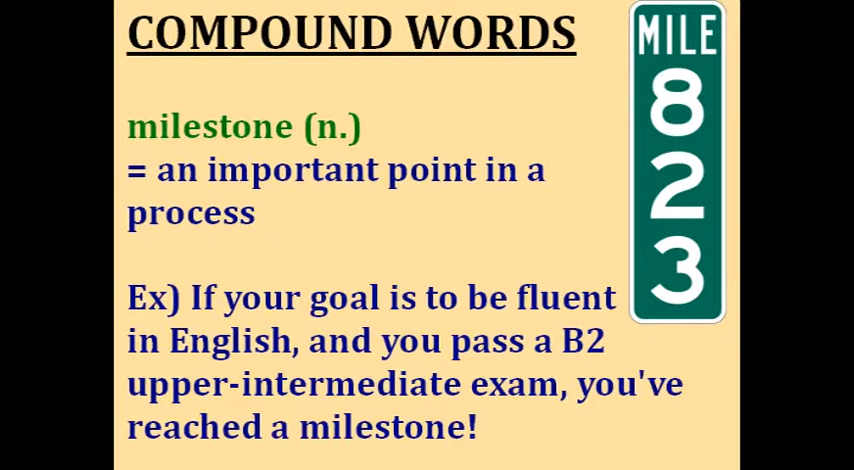 COMPOUND WORDS
milestone (n.)
= an important point in a
process
Ex) If your goal is to be fluent
in English, and you pass a B2
upper-intermediate exam, you've
reached a milestone!
MILE
8
2
3